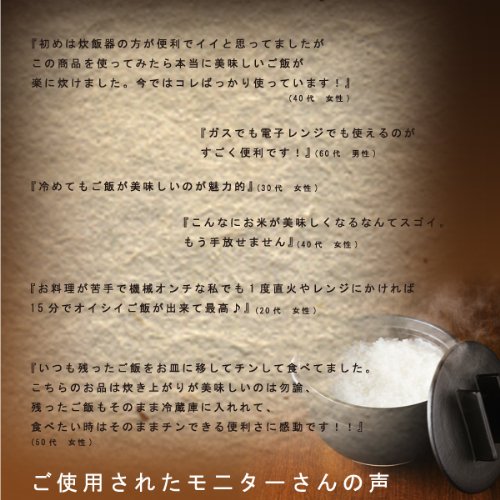 『初めは炊飯器の方が便利でイイと思ってましたが
この商品を使ってみたら本当に美味しいご飯が
楽に炊けました。今ではコレばっかり使っています！』
(40代 女性)
『ガスでも電子レンジでも使えるのが
すごく便利です！』(60代 男性)
『冷めてもご飯が美味しいのが魅力的』(30代 女性)
『こんなにお米が美味しくなるなんてスゴイ。
もう手放せません』(40代 女性)
『お料理が苦手で機械オンチな私でも１度直火やレンジにかければ
15分でオイシイご飯が出来て最高♪』(20代 女性)
『いつも残ったご飯をお皿に移してチンして食べてました。
こちらのお品は炊き上がりが美味しいのは勿論、
残ったご飯もそのまま冷蔵庫に入れれて、
食べたい時はそのままチンできる便利さに感動です！！』
(50代 女性)
ご使用されたモニターさんの声